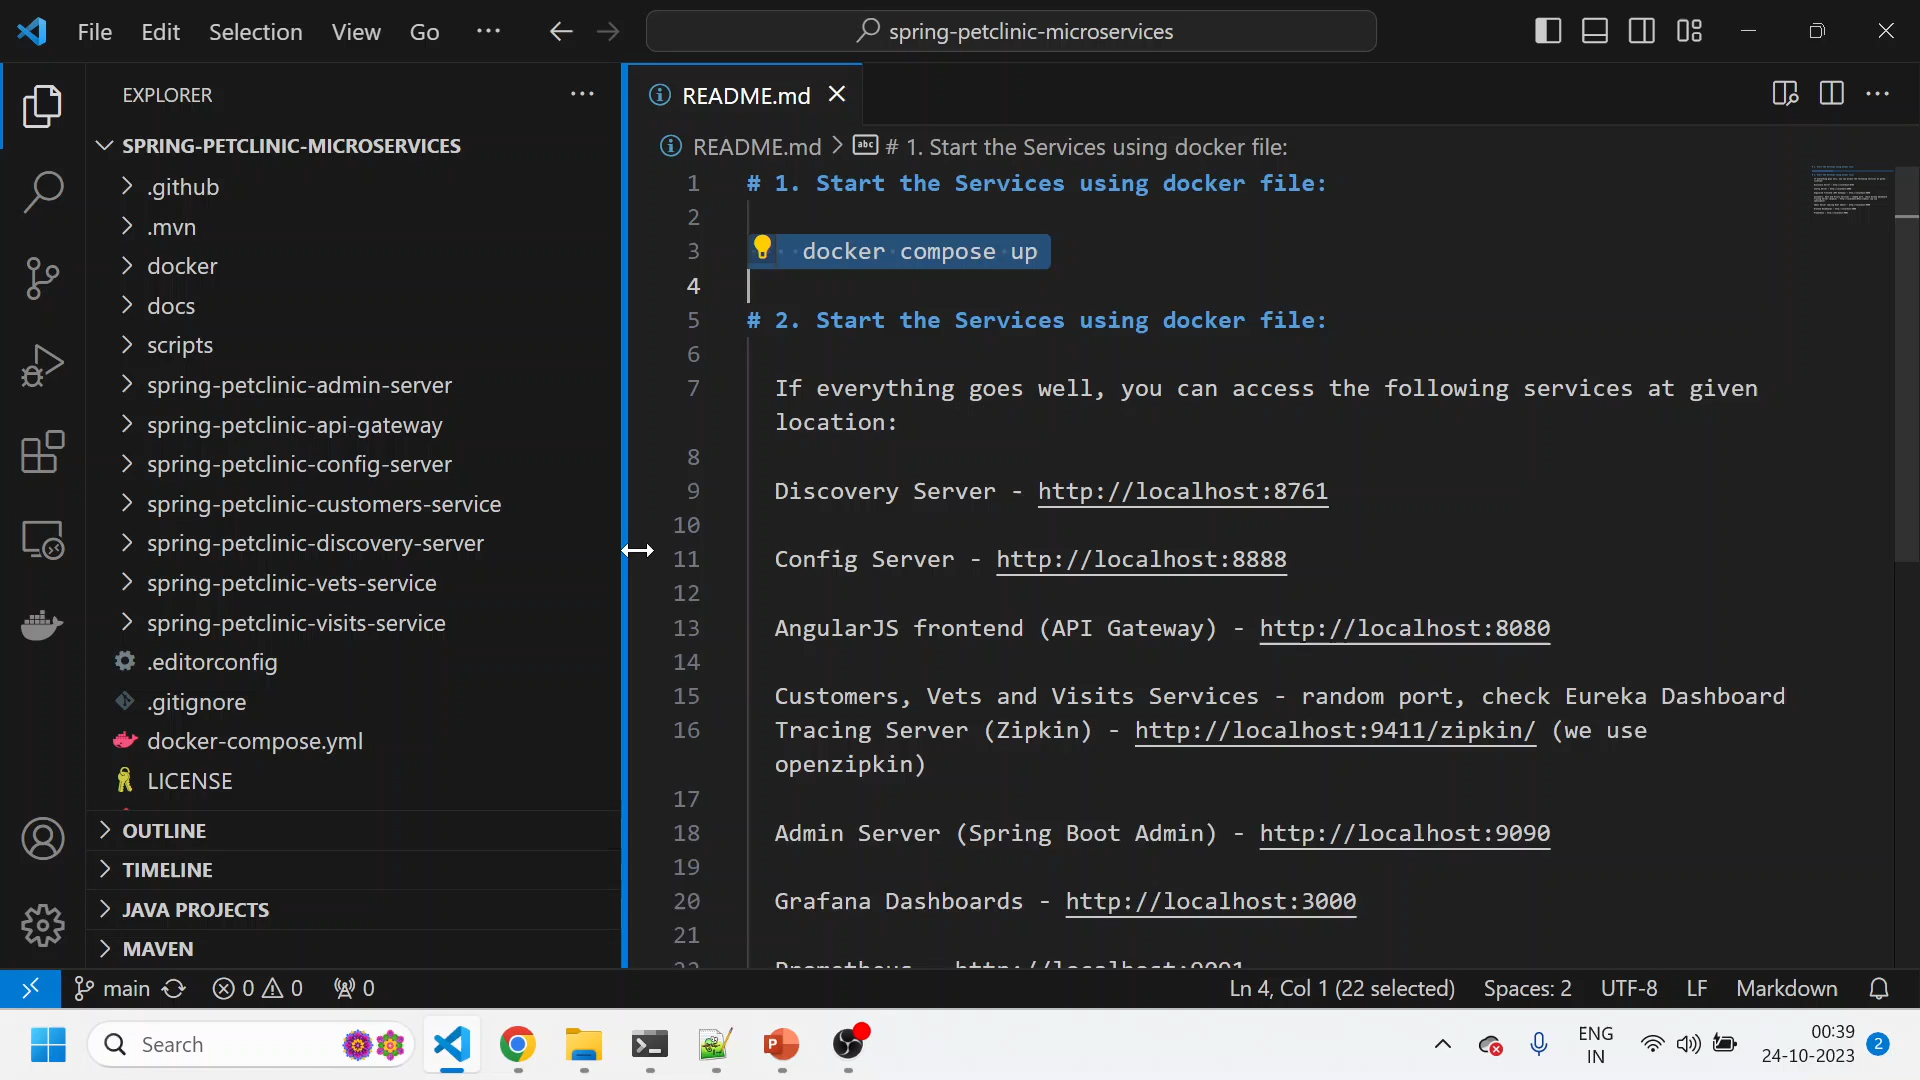 File Edit Selection View Go ···
spring-petclinic-microservices
EXPLORER
SPRING-PETCLINIC-MICROSERVICES
.github
.mvn
docker
docs
scripts
spring-petclinic-admin-server
spring-petclinic-api-gateway
spring-petclinic-config-server
spring-petclinic-customers-service
spring-petclinic-discovery-server
spring-petclinic-vets-service
spring-petclinic-visits-service
.editorconfig
.gitignore
docker-compose.yml
LICENSE
OUTLINE
TIMELINE
JAVA PROJECTS
MAVEN
README.md
README.md > # 1. Start the Services using docker file:
1 # 1. Start the Services using docker file:
2
3 docker compose up
4
5 # 2. Start the Services using docker file:
6
7 If everything goes well, you can access the following services at given
location:
8
9 Discovery Server - http://localhost:8761
10
11 Config Server - http://localhost:8888
12
13 AngularJS frontend (API Gateway) - http://localhost:8080
14
15 Customers, Vets and Visits Services - random port, check Eureka Dashboard
16 Tracing Server (Zipkin) - http://localhost:9411/zipkin/ (we use
openzipkin)
17
18 Admin Server (Spring Boot Admin) - http://localhost:9090
19
20 Grafana Dashboards - http://localhost:3000
21
22 Prometheus - http://localhost:9091
main 0 0 0
Ln 4, Col 1 (22 selected) Spaces: 2 UTF-8 LF Markdown
Search
ENG
IN
00:39
24-10-2023
2